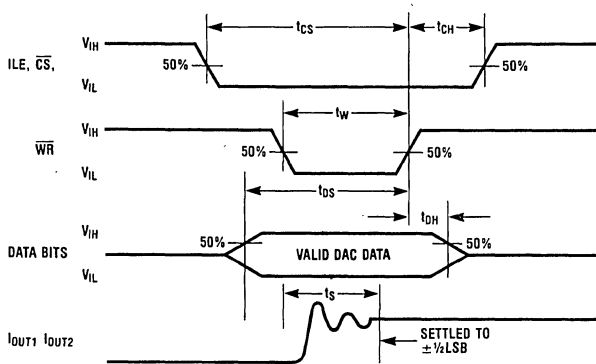 tCS
tCH
VIH
ILE, CS,
50%
50%
VIL
tW
VIH
WR
50%
50%
VIL
tDS
tDH
VIH
50%
50%
DATA BITS
VALID DAC DATA
VIL
tS
IOUT1 IOUT2
SETTLED TO
±½LSB